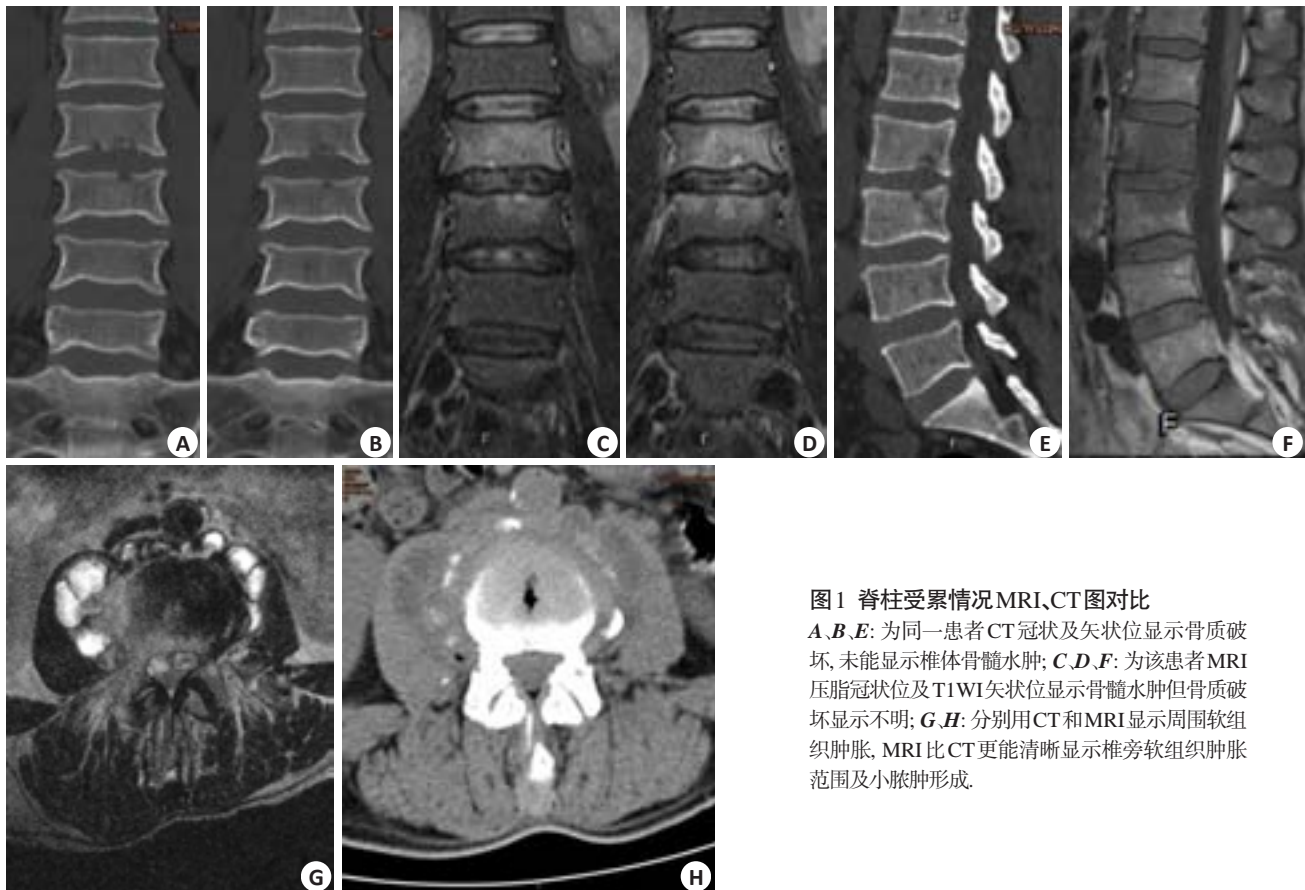 A
B
C
D
E
F
F
G
H
图1 脊柱受累情况MRI、CT图对比
A、B、E: 为同一患者CT冠状及矢状位显示骨质破
坏, 未能显示椎体骨髓水肿; C、D、F: 为该患者MRI
压脂冠状位及T1WI矢状位显示骨髓水肿但骨质破
坏显示不明; G、H: 分别用CT和MRI显示周围软组
织肿胀, MRI比CT更能清晰显示椎旁软组织肿胀
范围及小脓肿形成.